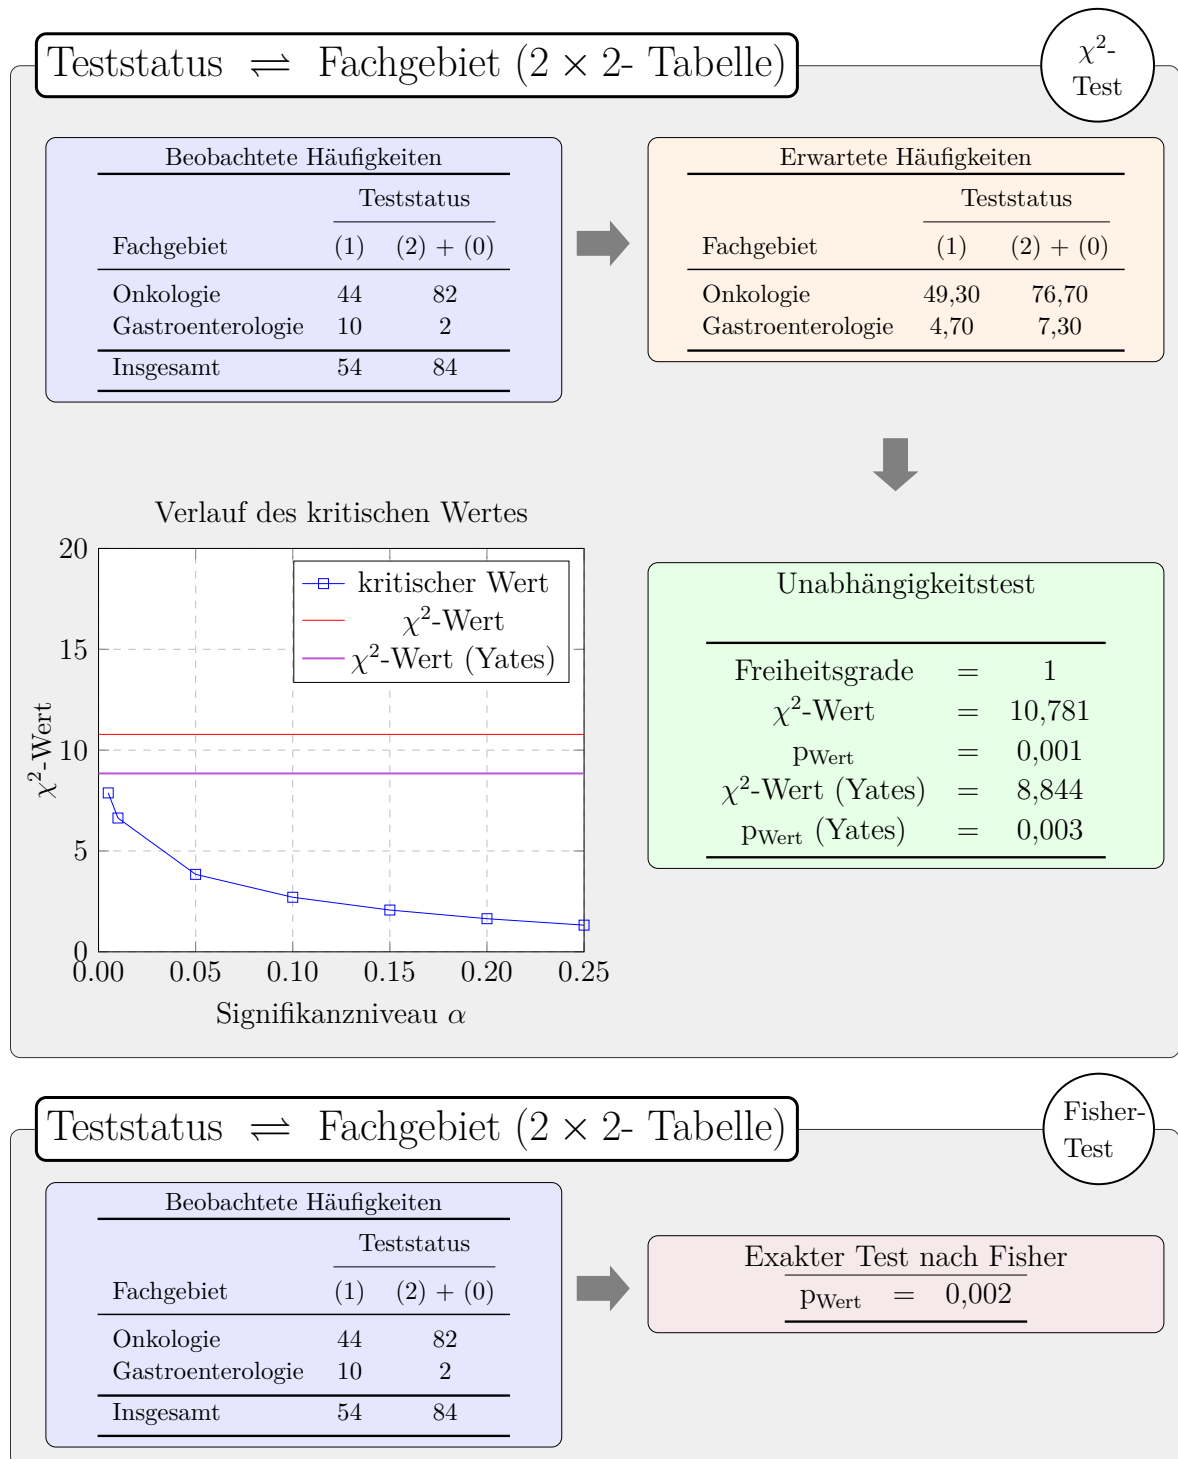 Teststatus ⇌ Fachgebiet (2 × 2- Tabelle)
χ²-
Test
Beobachtete Häufigkeiten
Teststatus
Fachgebiet (1) (2) + (0)
Onkologie 44 82
Gastroenterologie 10 2
Insgesamt 54 84
Erwartete Häufigkeiten
Teststatus
Fachgebiet (1) (2) + (0)
Onkologie 49,30 76,70
Gastroenterologie 4,70 7,30
Verlauf des kritischen Wertes
kritischer Wert
χ²-Wert
χ²-Wert (Yates)
20
15
10
5
0
χ²-Wert
0.00 0.05 0.10 0.15 0.20 0.25
Signifikanzniveau α
Unabhängigkeitstest
Freiheitsgrade = 1
χ²-Wert = 10,781
pWert = 0,001
χ²-Wert (Yates) = 8,844
pWert (Yates) = 0,003
Teststatus ⇌ Fachgebiet (2 × 2- Tabelle)
Fisher-
Test
Beobachtete Häufigkeiten
Teststatus
Fachgebiet (1) (2) + (0)
Onkologie 44 82
Gastroenterologie 10 2
Insgesamt 54 84
Exakter Test nach Fisher
pWert = 0,002